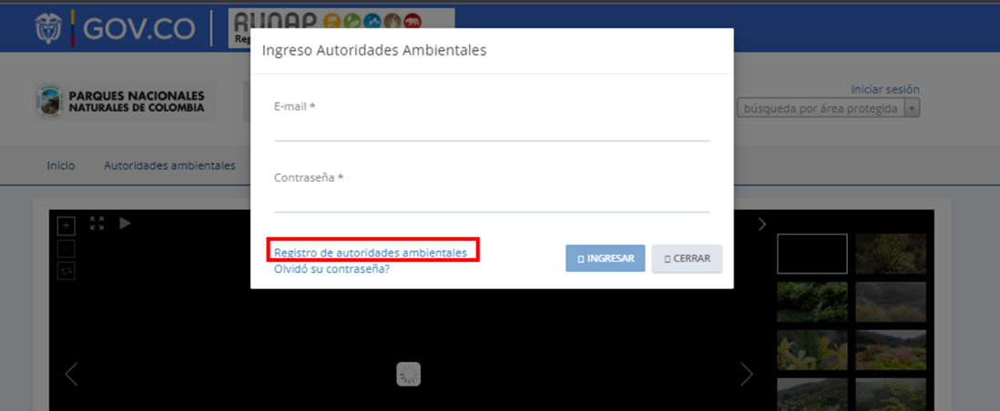 GOV.CO
RUNAP
Reg
Ingreso Autoridades Ambientales
PARQUES NACIONALES
NATURALES DE COLOMBIA
E-mail *
Iniciar sesión
búsqueda por área protegida
Inicio Autoridades ambientales
Contraseña *
Registro de autoridades ambientales
Olvidó su contraseña?
INGRESAR CERRAR